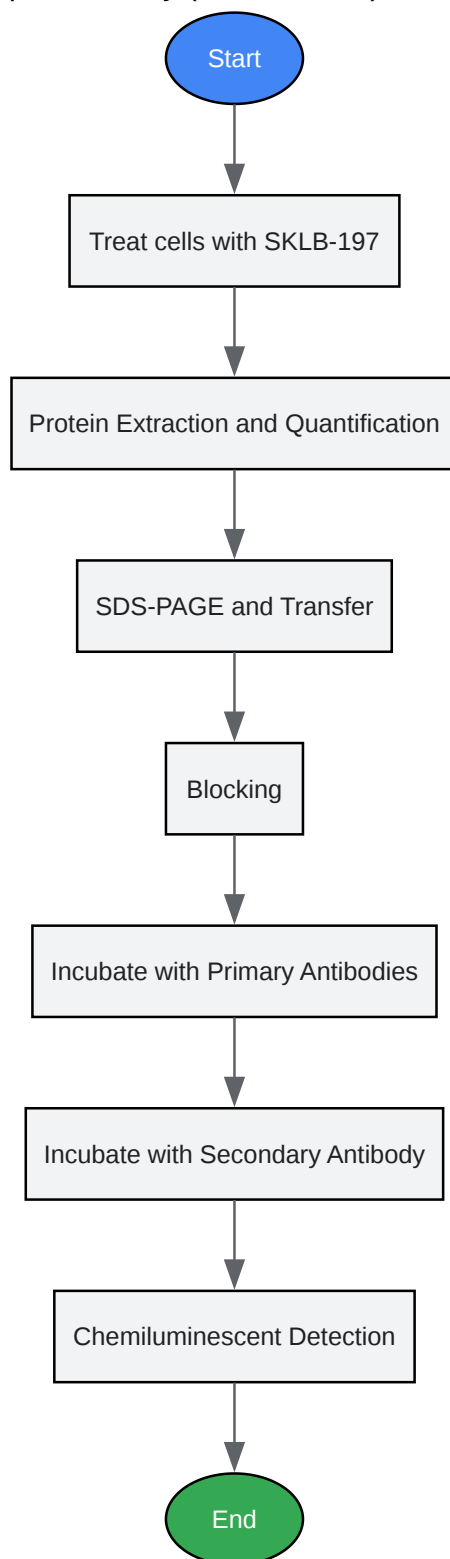 Start
Treat cells with SKLB-197
Protein Extraction and Quantification
SDS-PAGE and Transfer
Blocking
Incubate with Primary Antibodies
Incubate with Secondary Antibody
Chemiluminescent Detection
End